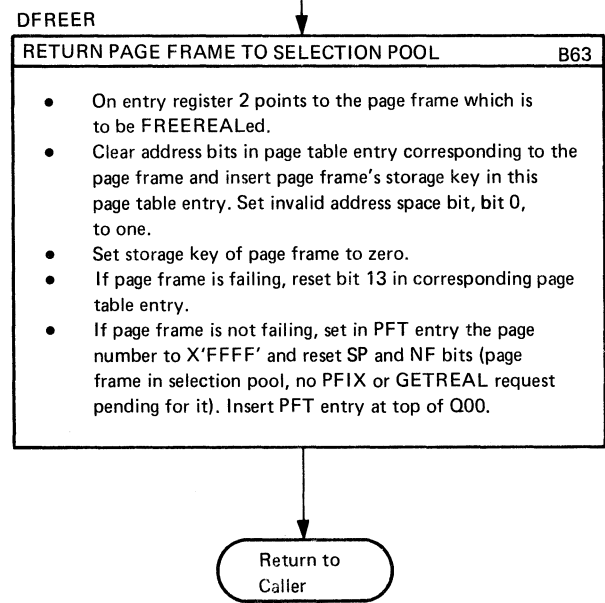 DFREER
RETURN PAGE FRAME TO SELECTION POOL B63
• On entry register 2 points to the page frame which is
to be FREEREALed.
• Clear address bits in page table entry corresponding to the
page frame and insert page frame's storage key in this
page table entry. Set invalid address space bit, bit 0,
to one.
• Set storage key of page frame to zero.
• If page frame is failing, reset bit 13 in corresponding page
table entry.
• If page frame is not failing, set in PFT entry the page
number to X'FFFF' and reset SP and NF bits (page
frame in selection pool, no PFIX or GETREAL request
pending for it). Insert PFT entry at top of Q00.
Return to
Caller